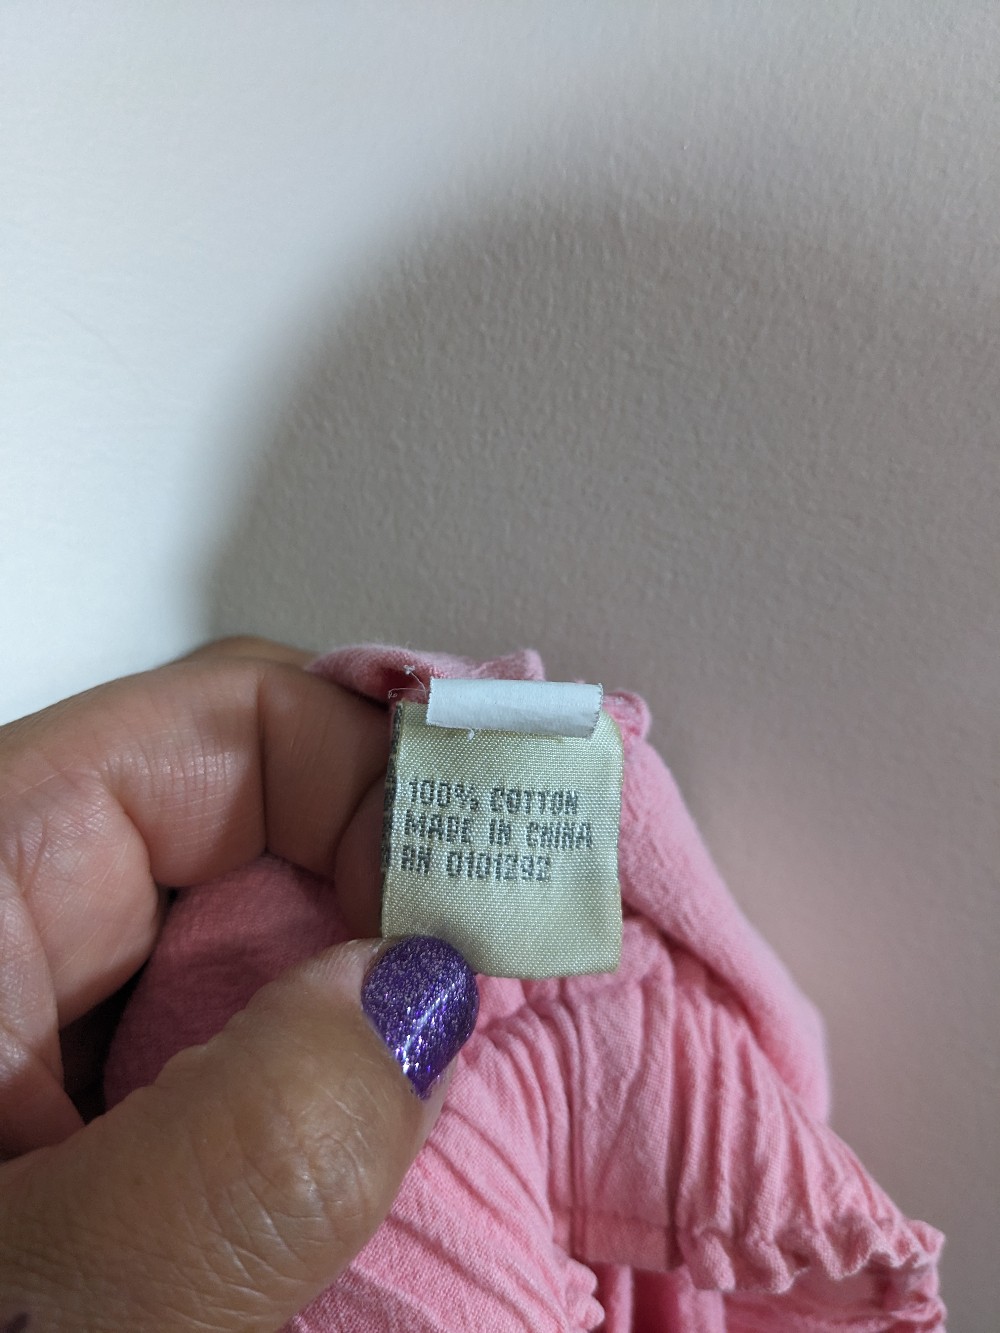 100% COTTON
MADE IN CHINA
RN 0101292